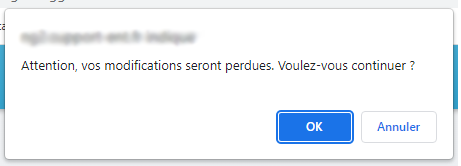 Attention, vos modifications seront perdues. Voulez-vous continuer ?
OK
Annuler